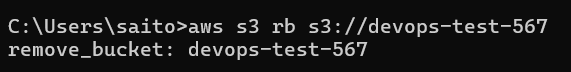 C:\Users\saito>aws s3 rb s3://devops-test-567
remove_bucket: devops-test-567